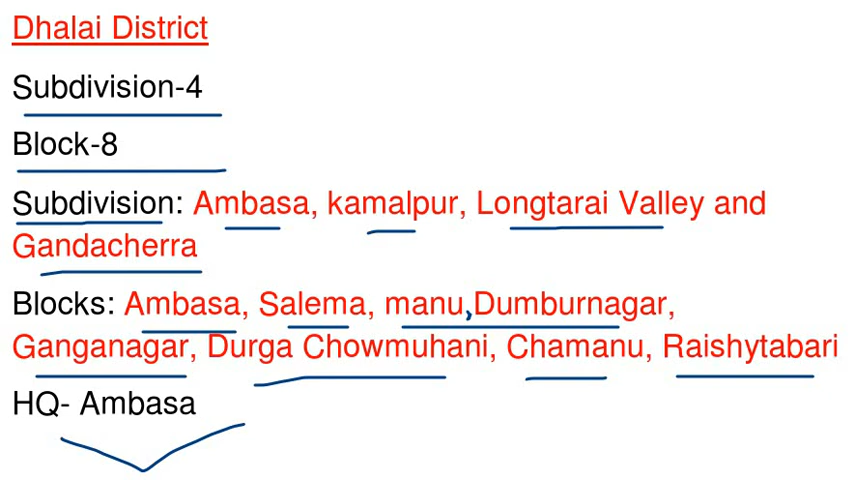 Dhalai District
Subdivision-4
Block-8
Subdivision: Ambasa, kamalpur, Longtarai Valley and
Gandacherra
Blocks: Ambasa, Salema, manu,Dumburnagar,
Ganganagar, Durga Chowmuhani, Chamanu, Raishytabari
HQ- Ambasa